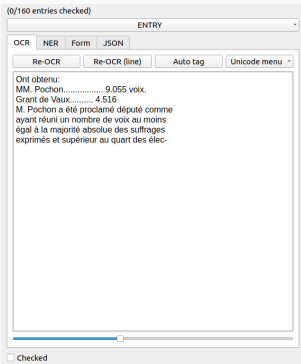 (0/160 entries checked)
ENTRY
OCR NER Form JSON
Re-OCR Re-OCR (line) Auto tag Unicode menu
Ont obtenu:
MM. Pochon................. 9.055 voix.
Grant de Vaux.......... 4.516
M. Pochon a été proclamé député comme
ayant réuni un nombre de voix au moins
égal à la majorité absolue des suffrages
exprimés et supérieur au quart des élec-
Checked